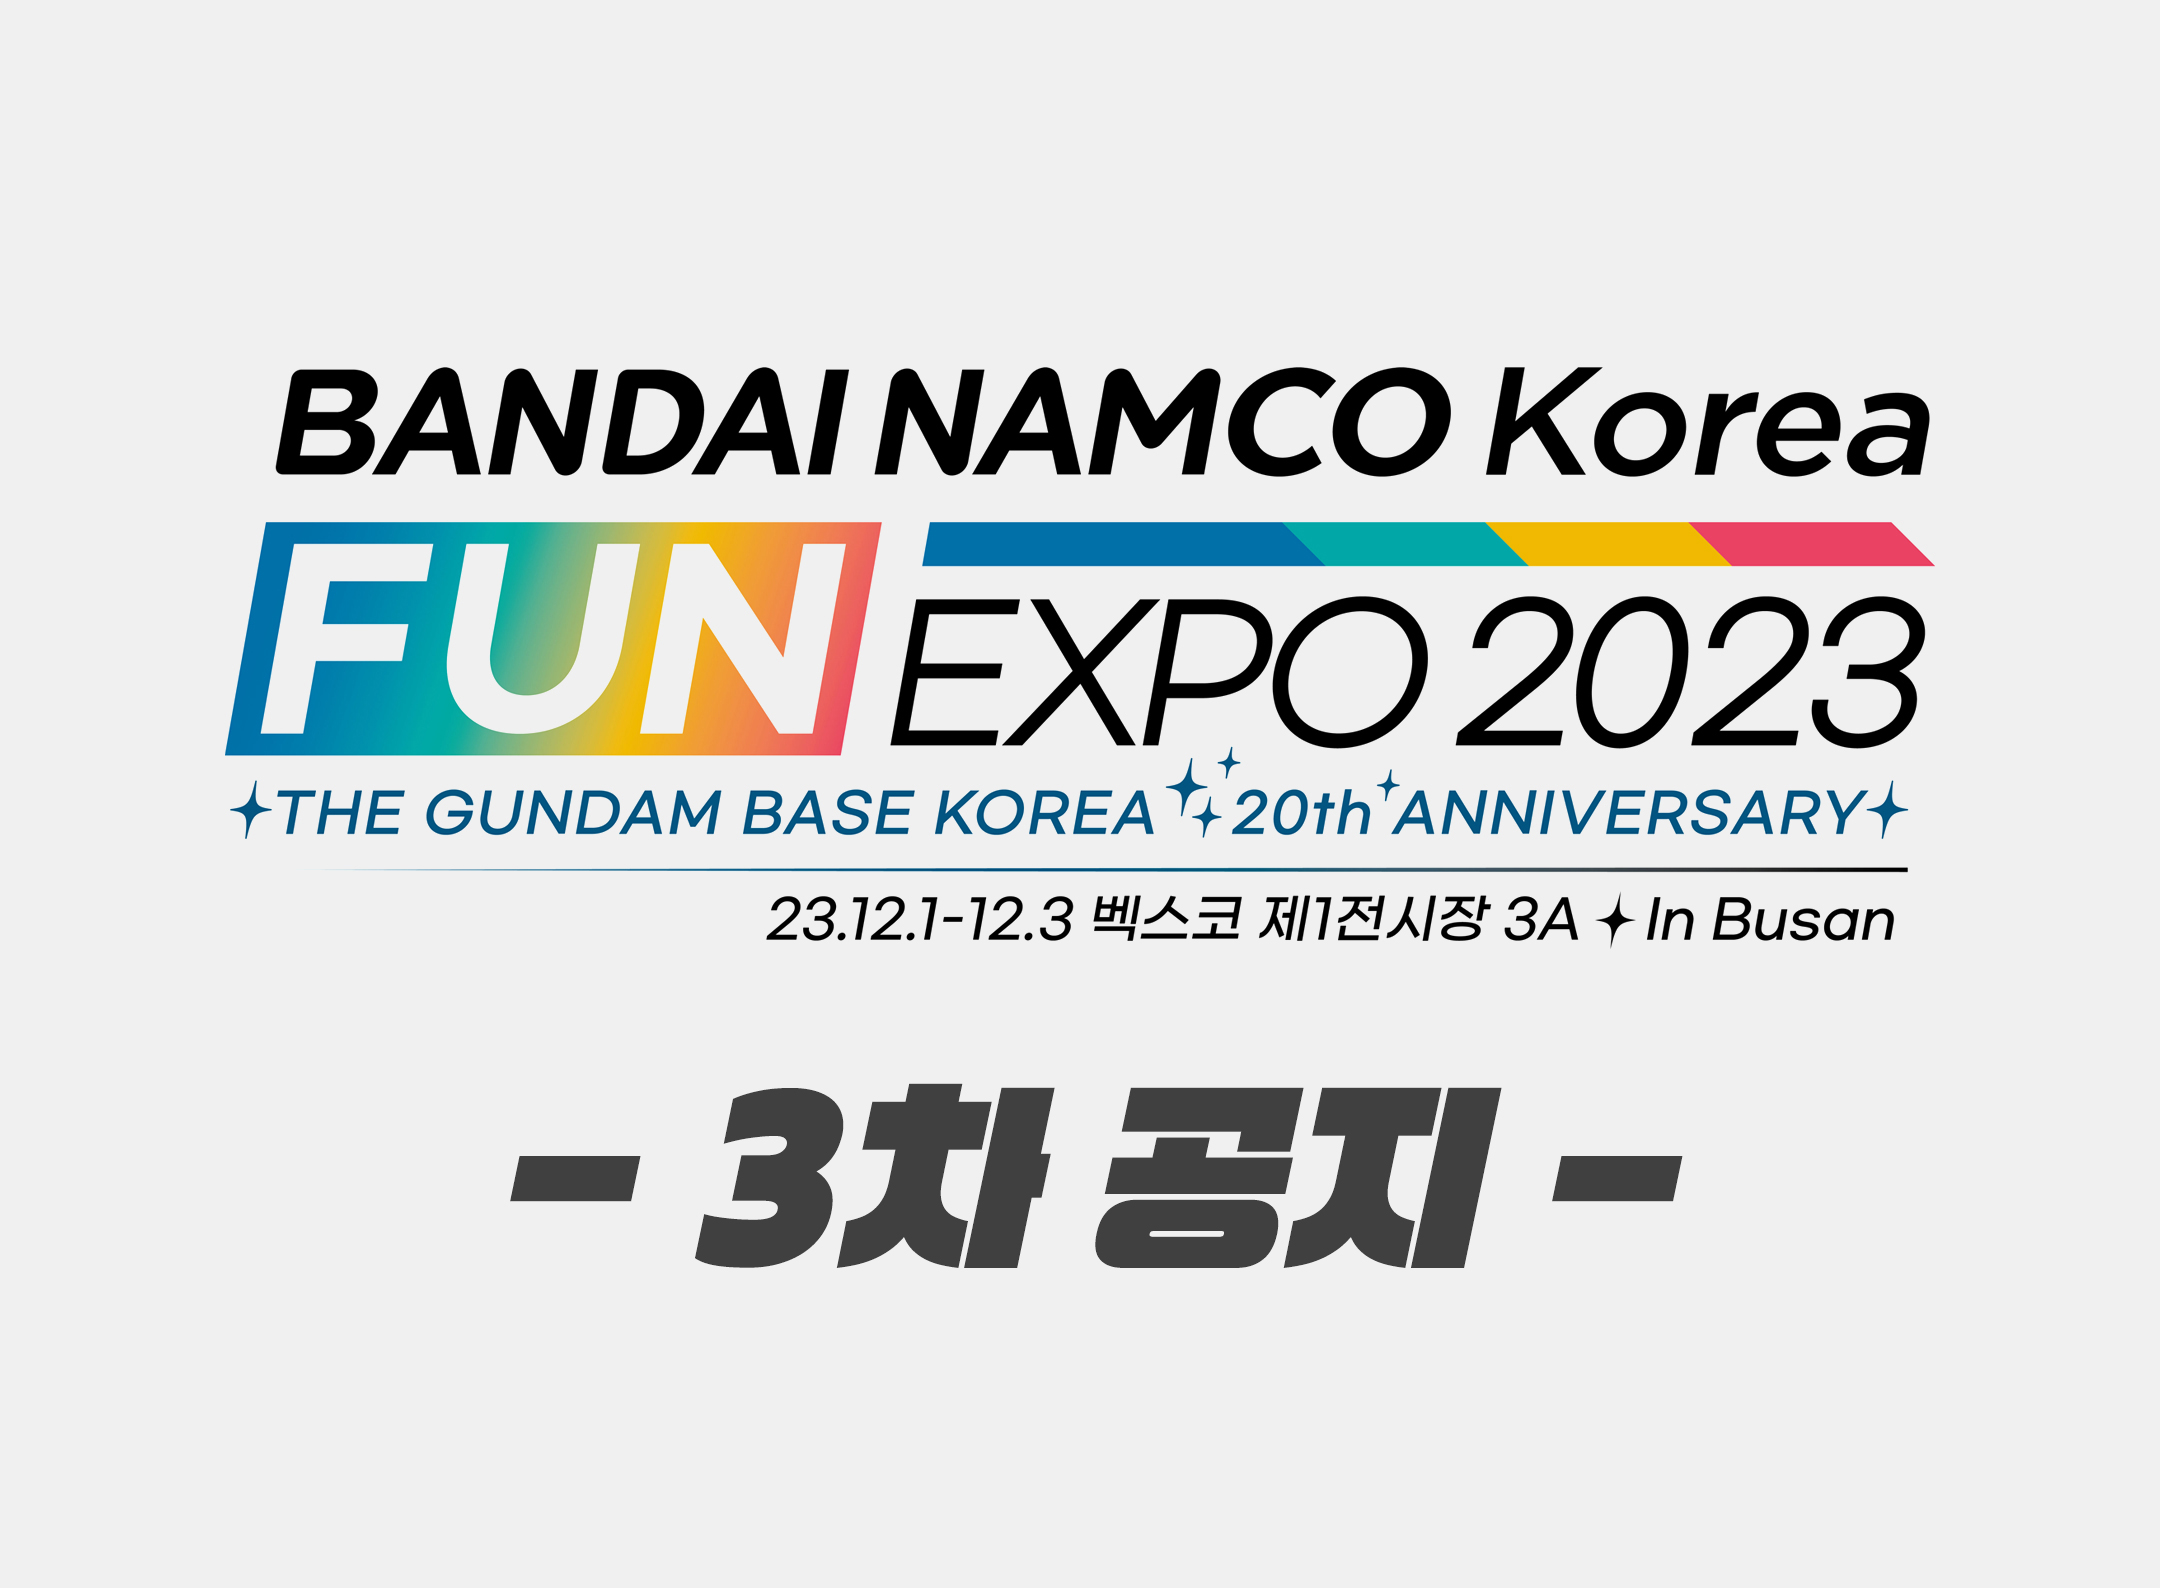 BANDAI NAMCO Korea
FUN EXPO 2023
THE GUNDAM BASE KOREA 20th ANNIVERSARY
23.12.1-12.3 벡스코 제1전시장 3A In Busan
- 3차 공지 -